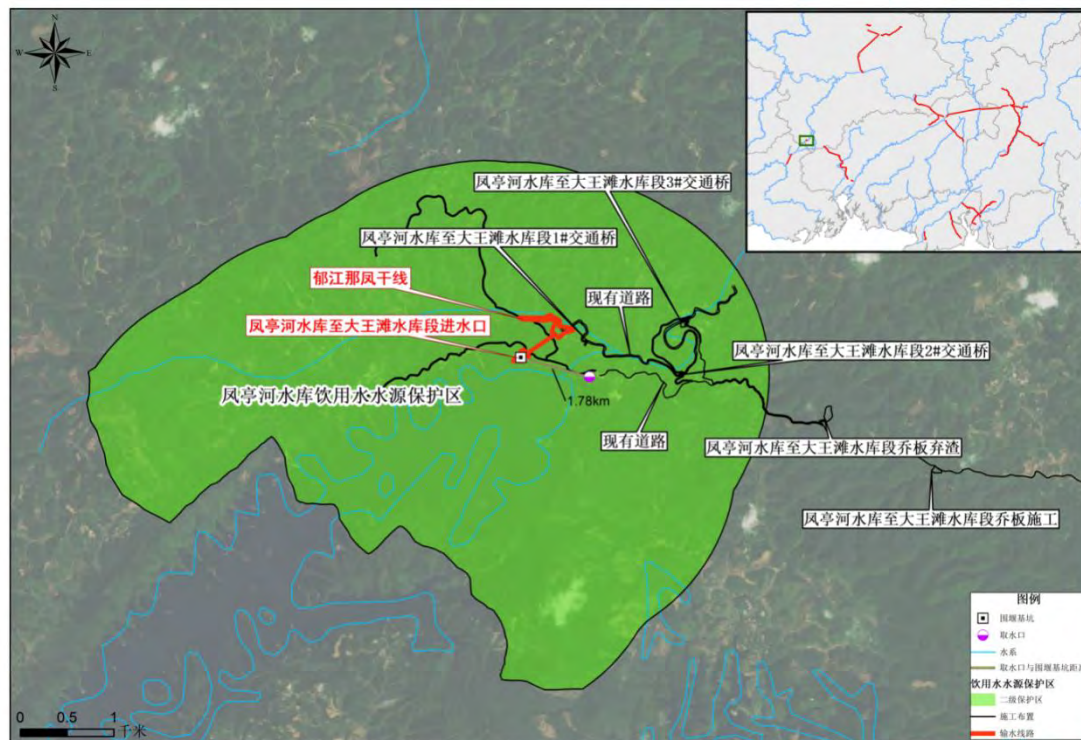 N
W
E
S
凤亭河水库至大王滩水库段3#交通桥
凤亭河水库至大王滩水库段1#交通桥
郁江那凤干线
现有道路
凤亭河水库至大王滩水库段进水口
凤亭河水库至大王滩水库段2#交通桥
凤亭河水库饮用水水源保护区
1.78km
现有道路
凤亭河水库至大王滩水库段乔板弃渣
凤亭河水库至大王滩水库段乔板施工
图例
围堰基坑
取水口
水系
取水口与围堰基坑距
饮用水水源保护区
二级保护区
施工布置
输水线路
0 0.5 1
千米